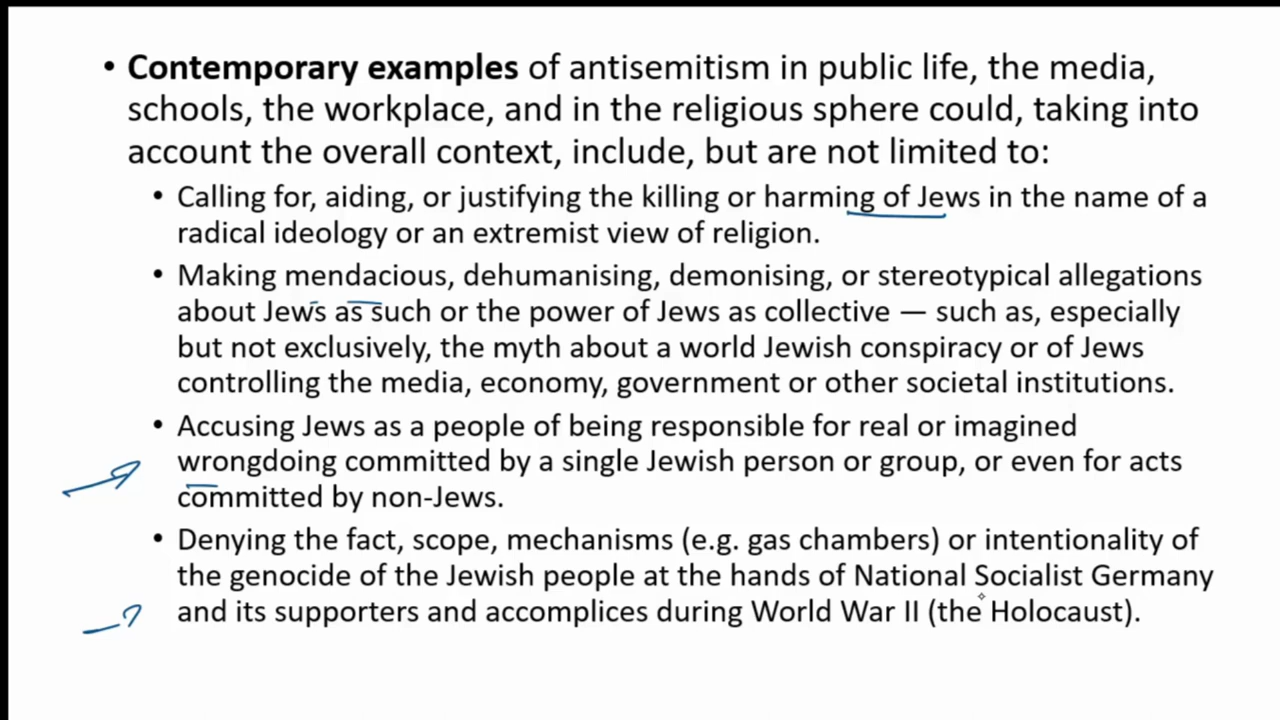 • Contemporary examples of antisemitism in public life, the media,
schools, the workplace, and in the religious sphere could, taking into
account the overall context, include, but are not limited to:
• Calling for, aiding, or justifying the killing or harming of Jews in the name of a
radical ideology or an extremist view of religion.
• Making mendacious, dehumanising, demonising, or stereotypical allegations
about Jews as such or the power of Jews as collective — such as, especially
but not exclusively, the myth about a world Jewish conspiracy or of Jews
controlling the media, economy, government or other societal institutions.
• Accusing Jews as a people of being responsible for real or imagined
wrongdoing committed by a single Jewish person or group, or even for acts
committed by non-Jews.
• Denying the fact, scope, mechanisms (e.g. gas chambers) or intentionality of
the genocide of the Jewish people at the hands of National Socialist Germany
and its supporters and accomplices during World War II (the Holocaust).